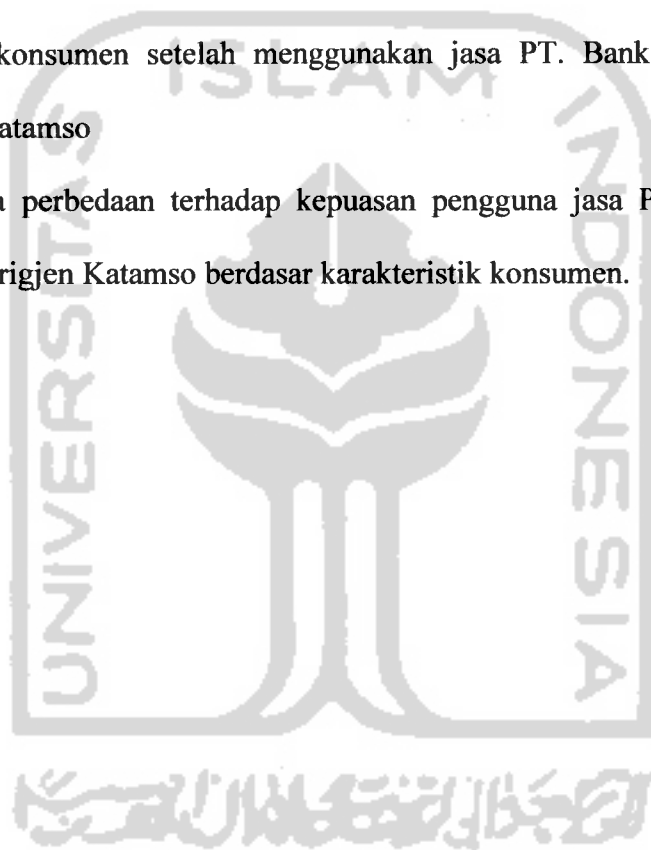 konsumen setelah menggunakan jasa PT. Bank
atamso
perbedaan terhadap kepuasan pengguna jasa
rigjen Katamso berdasar karakteristik konsumen.
ISLAM
UNIVERSITAS
INDONESIA